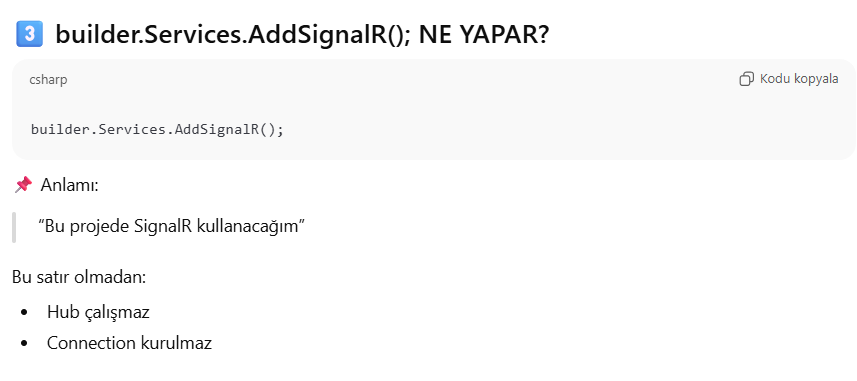 3 builder.Services.AddSignalR(); NE YAPAR?
csharp
Kodu kopyala
builder.Services.AddSignalR();
📌 Anlamı:
“Bu projede SignalR kullanacağım”
Bu satır olmadan:
• Hub çalışmaz
• Connection kurulmaz